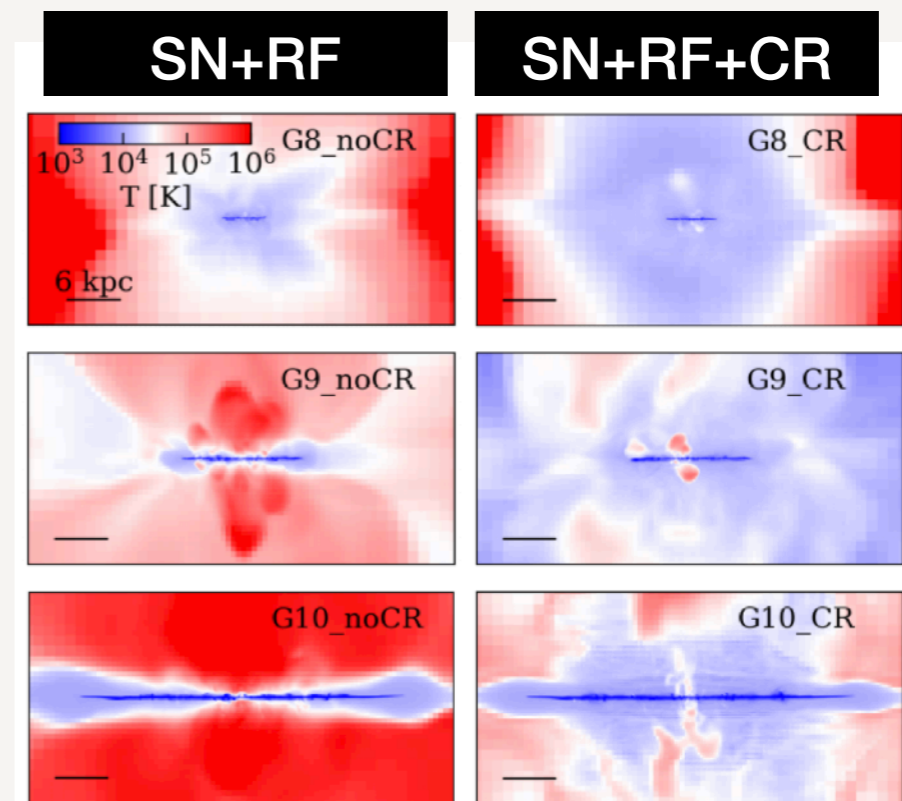 SN+RF
SN+RF+CR
G8_noCR
10³ 10⁴ 10⁵ 10⁶
T [K]
6 kpc
G8_CR
G9_noCR
G9_CR
G10_noCR
G10_CR